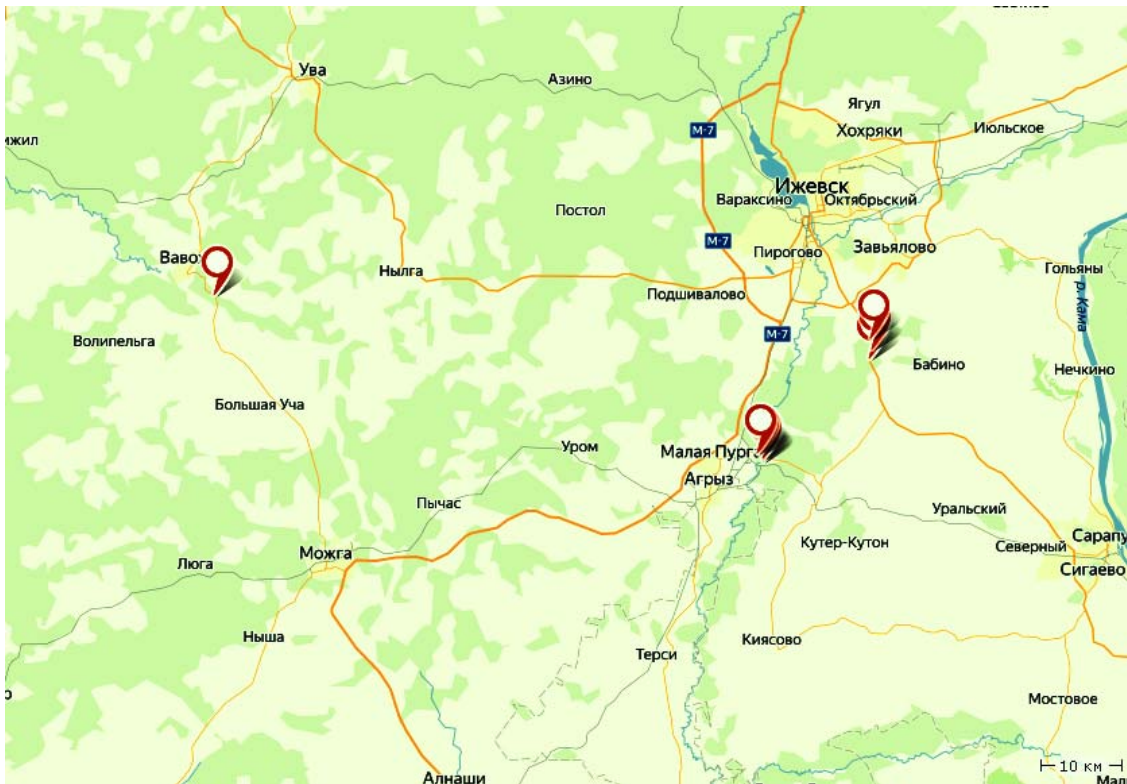 Ува
Азино
Ягул
Хохряки
Июльское
М-7
ижил
Ижевск
Вараксино
Октябрьский
Постол
М-7
Пирогово
Завьялово
Нылга
Гольяны
Подшивалово
р. Кама
М-7
Волипельга
Бабино
Нечкино
Большая Уча
Уром
Малая Пурга
Агрыз
Пычас
Уральский
Кутер-Кутон
Северный
Сарапу
Можга
Люга
Сигаево
Ныша
Киясово
Терси
Мостовое
10 км
Алнаши